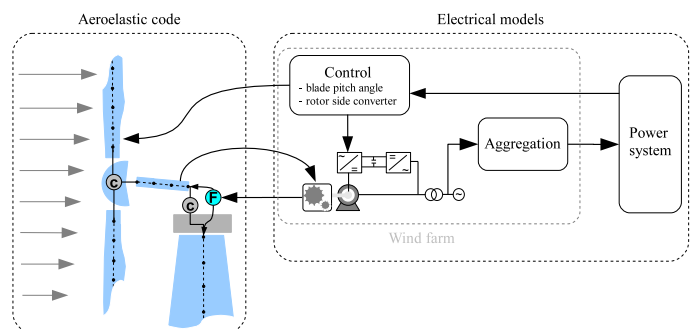 Aeroelastic code
Electrical models
Control
- blade pitch angle
- rotor side converter
Aggregation
Power
system
c
c
F
~
=
=
~
~
Wind farm